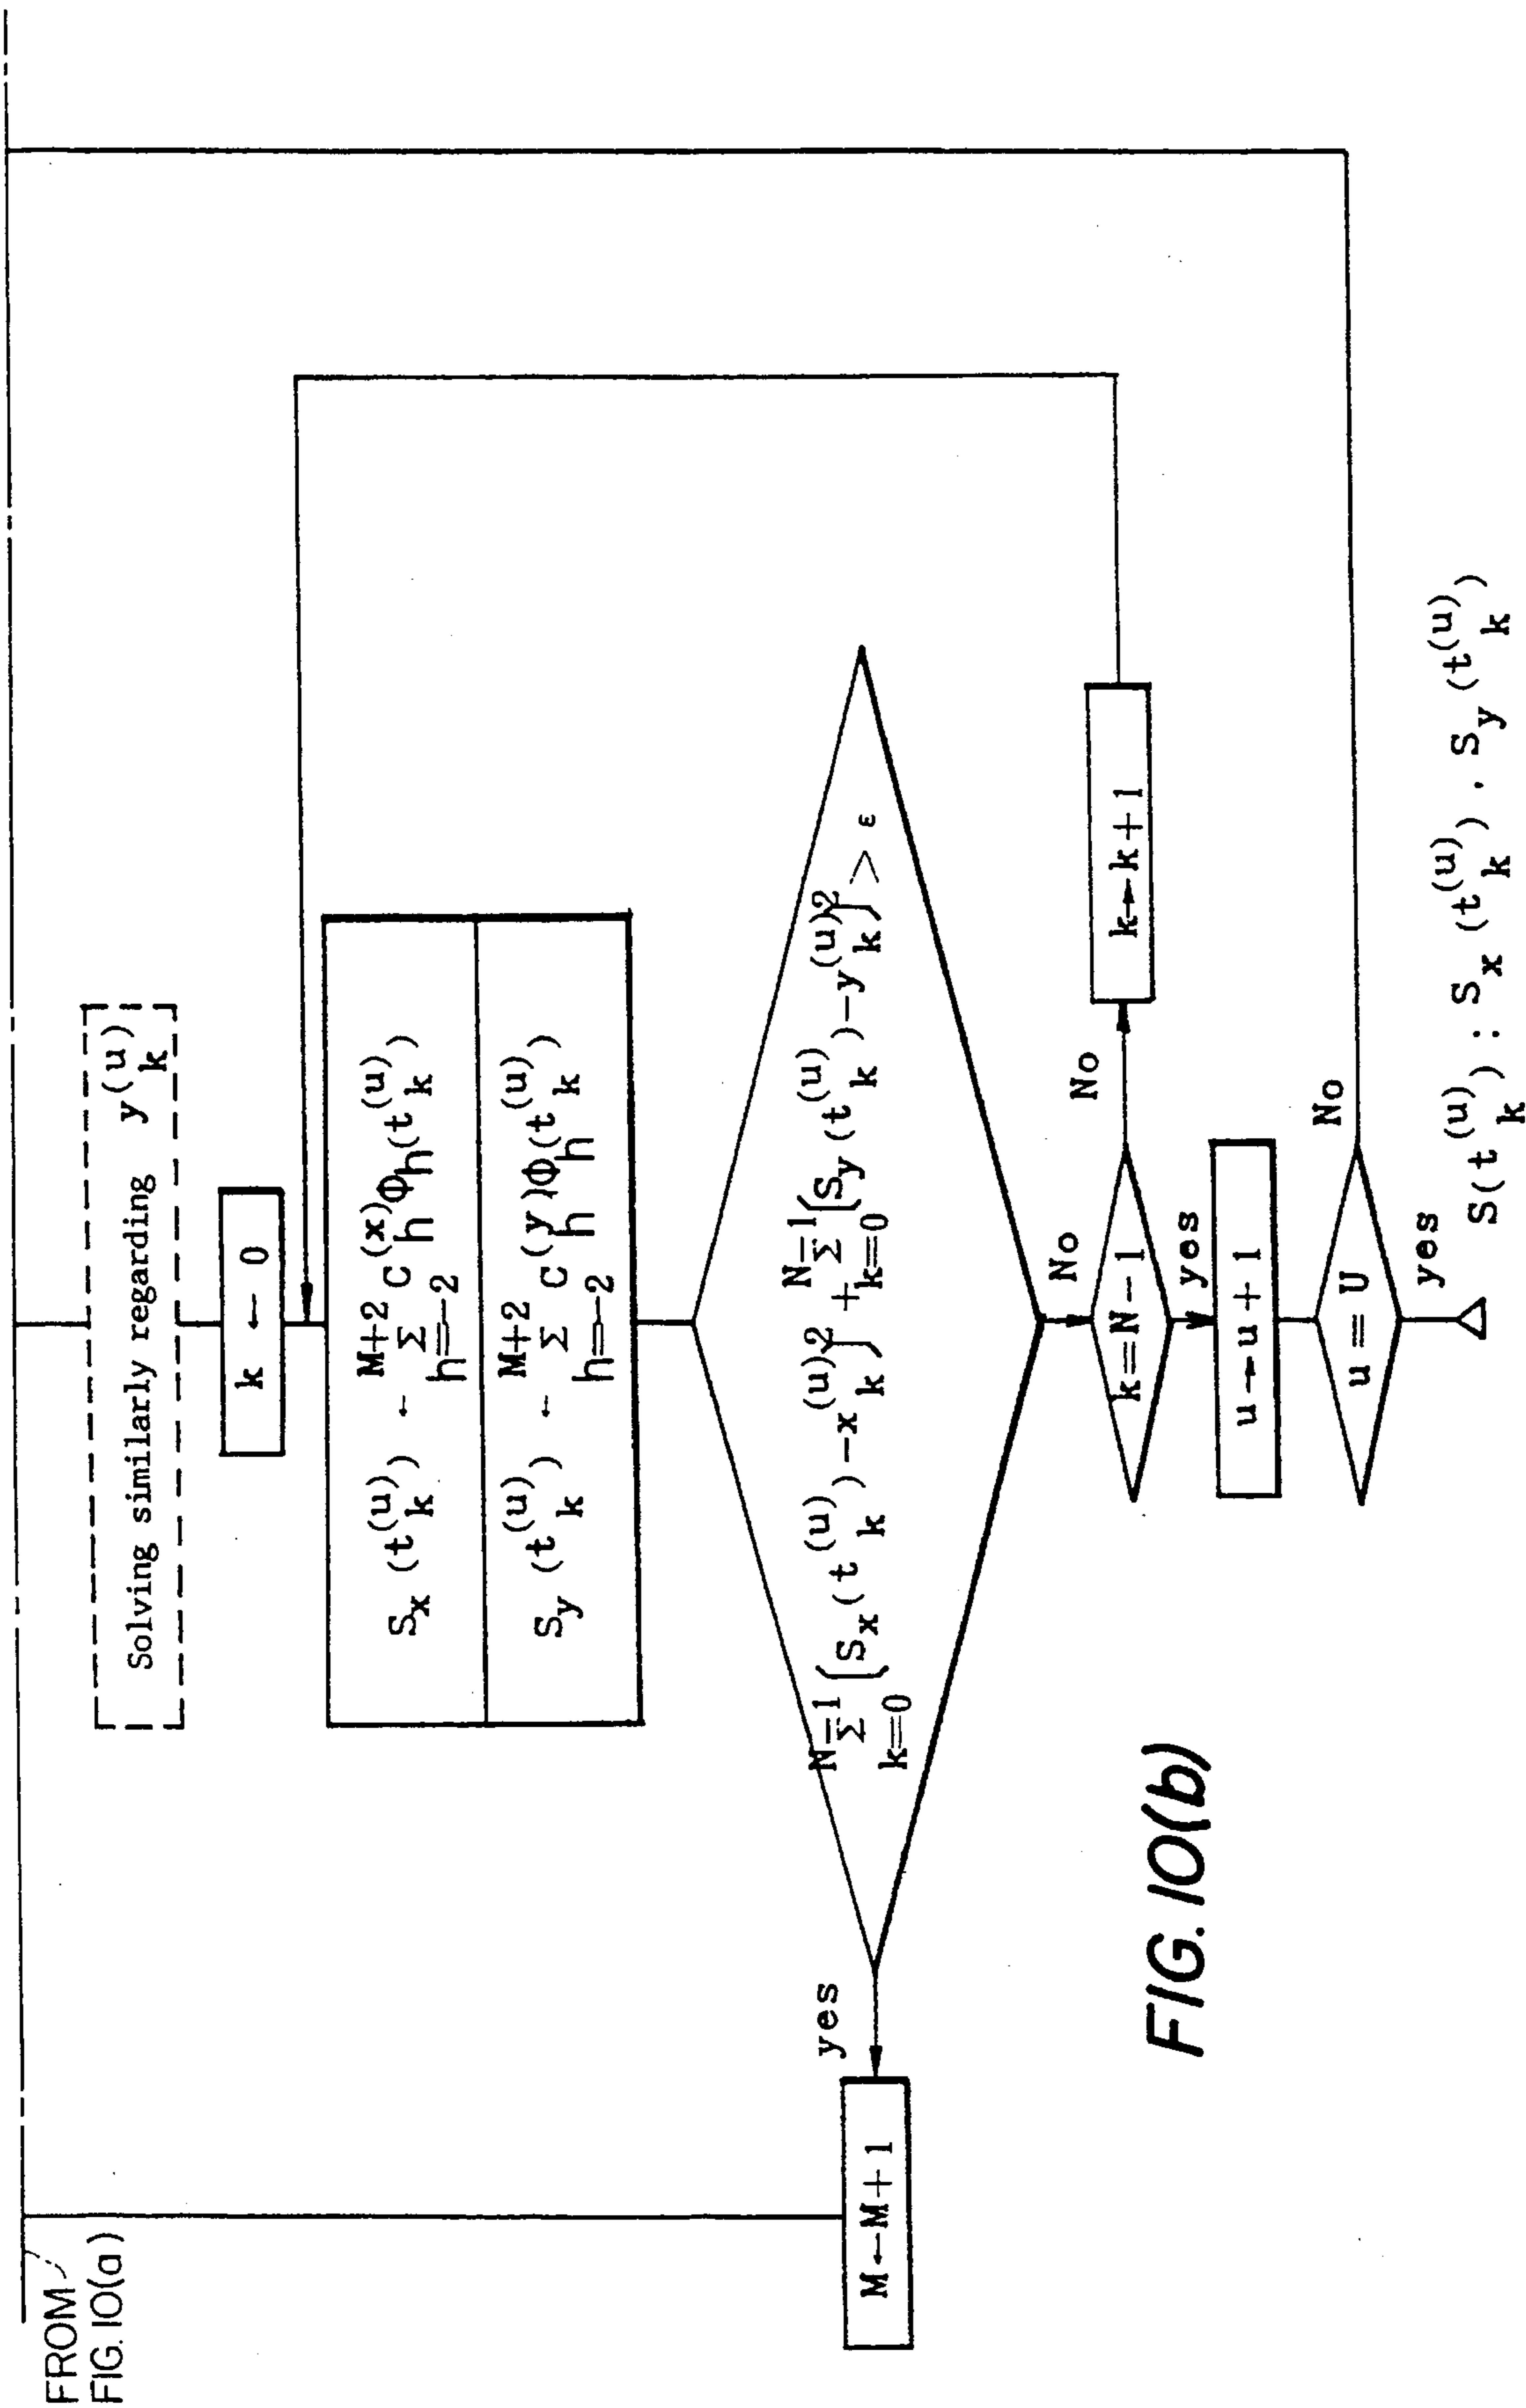 FROM
FIG. 10(a)
Solving similarly regarding y_k^(u)
k ← 0
S_x (t_k^(u)) ← Σ_{h=-2}^{M+2} C_h^(x) Φ_h (t_k^(u))
S_y (t_k^(u)) ← Σ_{h=-2}^{M+2} C_h^(y) Φ_h (t_k^(u))
Σ_{k=0}^{N-1} {S_x (t_k^(u)) - x_k^(u)}^2 + Σ_{k=0}^{N-1} {S_y (t_k^(u)) - y_k^(u)}^2 > ε
yes
M ← M + 1
No
k = N - 1
No
k → k + 1
yes
u → u + 1
u = U
No
yes
S(t_k^(u)) : S_x (t_k^(u)) . S_y (t_k^(u))
FIG. 10(b)